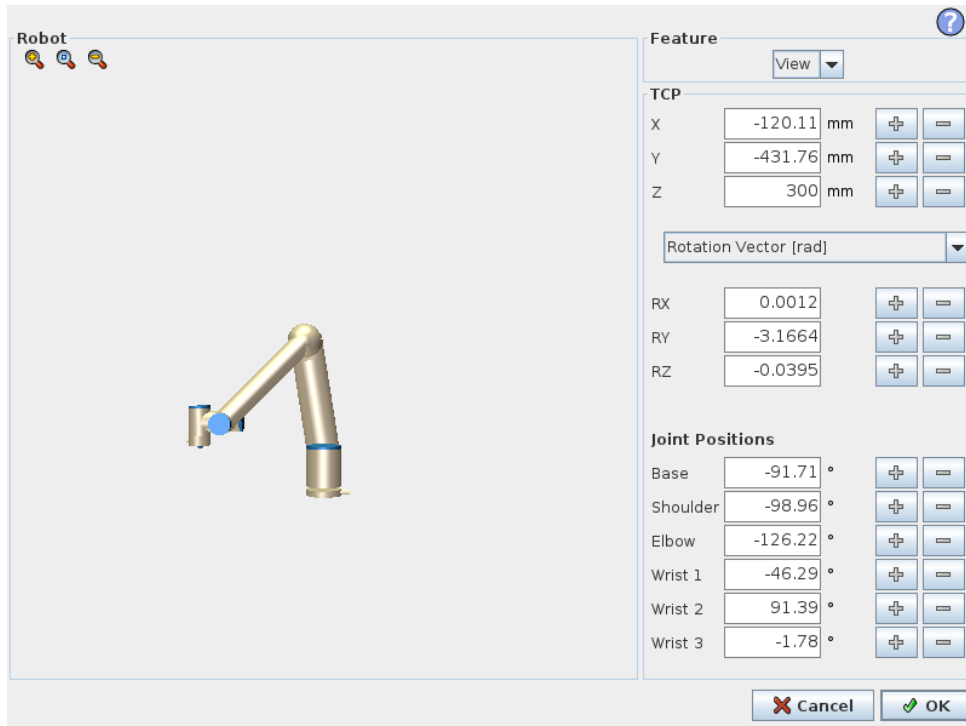 Robot
Feature
View
TCP
X -120.11 mm
Y -431.76 mm
Z 300 mm
Rotation Vector [rad]
RX 0.0012
RY -3.1664
RZ -0.0395
Joint Positions
Base -91.71 °
Shoulder -98.96 °
Elbow -126.22 °
Wrist 1 -46.29 °
Wrist 2 91.39 °
Wrist 3 -1.78 °
Cancel OK